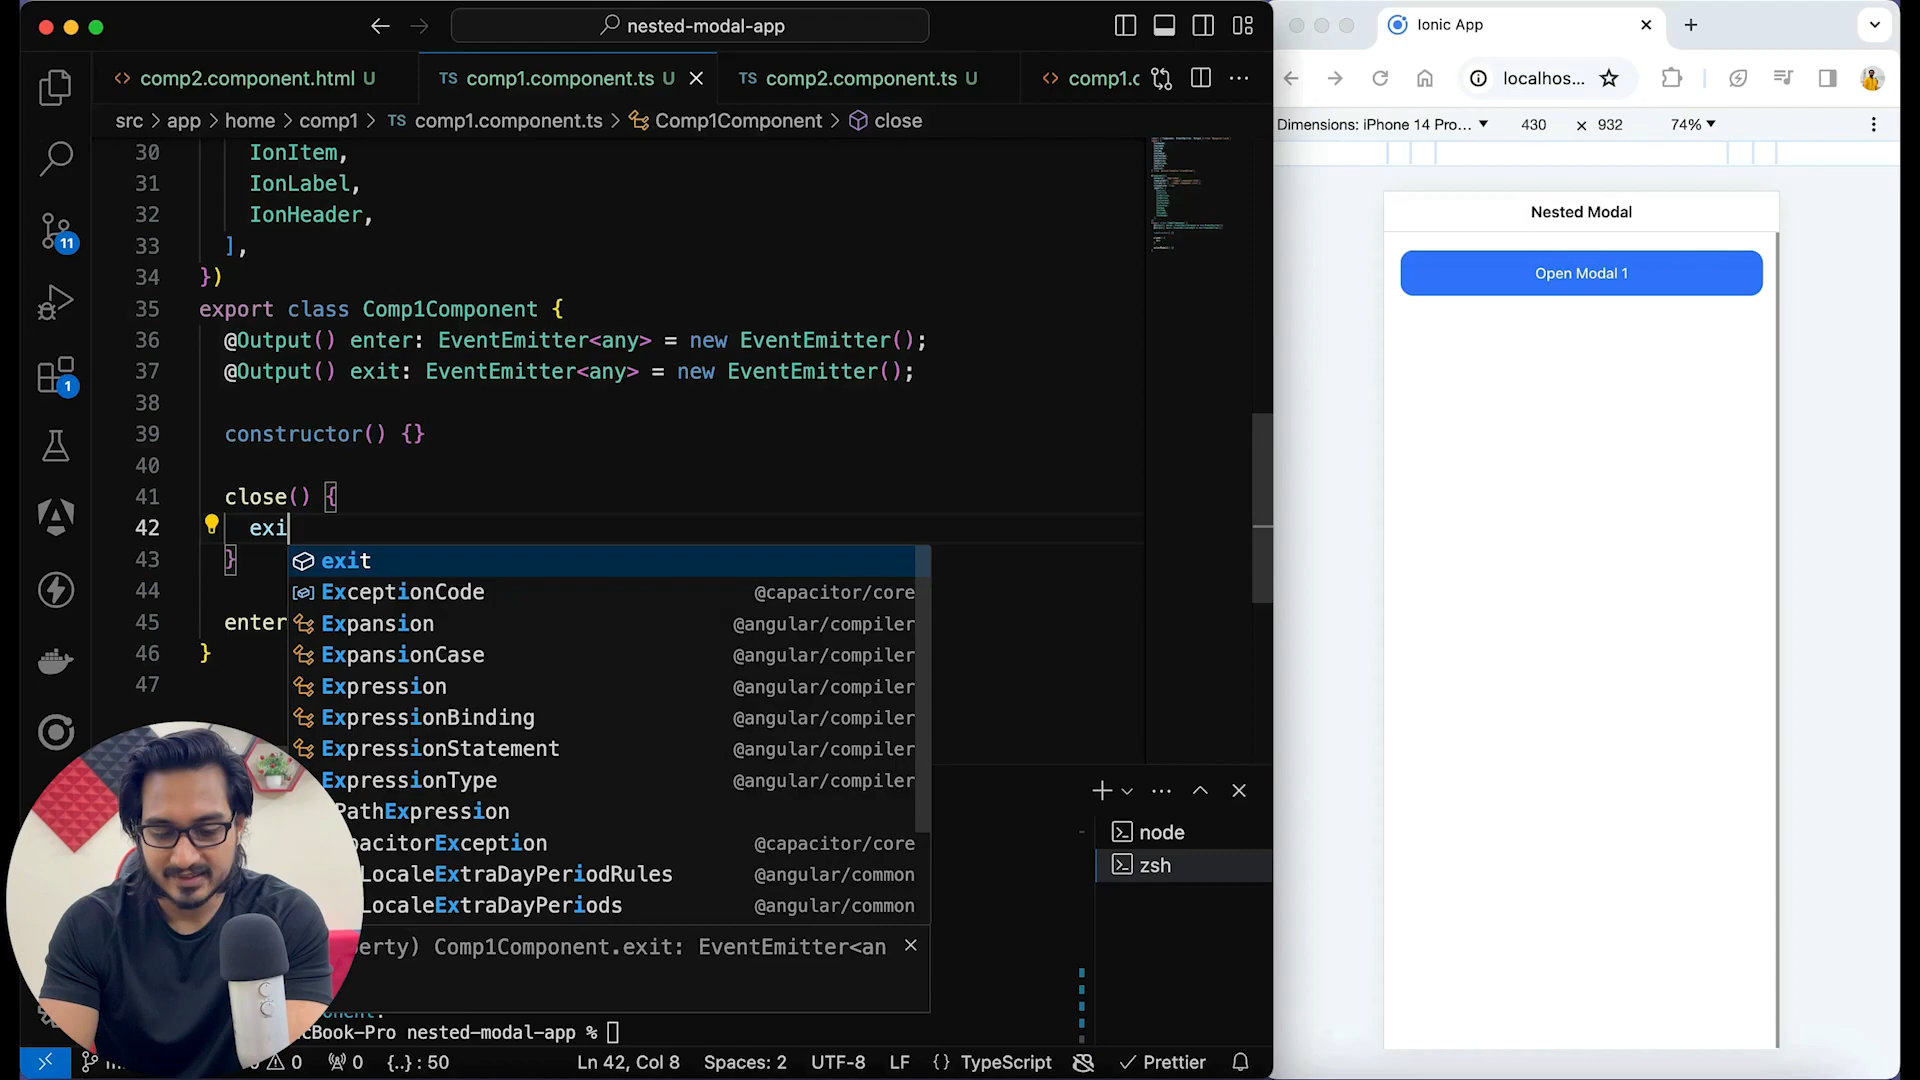 nested-modal-app
comp2.component.html U
TS comp1.component.ts U
TS comp2.component.ts U
comp1.c
src > app > home > comp1 > TS comp1.component.ts > Comp1Component > close
30 IonItem,
31 IonLabel,
32 IonHeader,
33 ],
34 })
35 export class Comp1Component {
36 @Output() enter: EventEmitter<any> = new EventEmitter();
37 @Output() exit: EventEmitter<any> = new EventEmitter();
38
39 constructor() {}
40
41 close() {
42 exi
43 }
44
45 enter
46 }
47
exit
ExceptionCode @capacitor/core
Expansion @angular/compiler
ExpansionCase @angular/compiler
Expression @angular/compiler
ExpressionBinding @angular/compiler
ExpressionStatement @angular/compiler
ExpressionType @angular/compiler
PathExpression
pacitorException @capacitor/core
LocaleExtraDayPeriodRules @angular/common
LocaleExtraDayPeriods @angular/common
erty) Comp1Component.exit: EventEmitter<an
11
1
node
zsh
cBook-Pro nested-modal-app %
0 0 {..} : 50 Ln 42, Col 8 Spaces: 2 UTF-8 LF {} TypeScript Prettier
Ionic App
localhos...
Dimensions: iPhone 14 Pro... 430 × 932 74%
Nested Modal
Open Modal 1